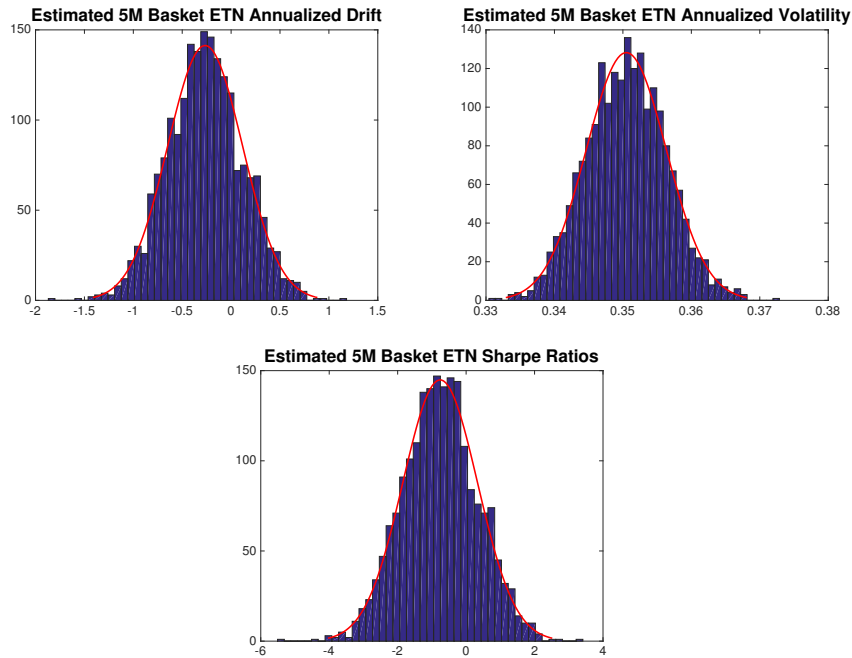 Estimated 5M Basket ETN Annualized Drift
150
100
50
0
-2 -1.5 -1 -0.5 0 0.5 1 1.5
Estimated 5M Basket ETN Annualized Volatility
140
120
100
80
60
40
20
0
0.33 0.34 0.35 0.36 0.37 0.38
Estimated 5M Basket ETN Sharpe Ratios
150
100
50
0
-6 -4 -2 0 2 4